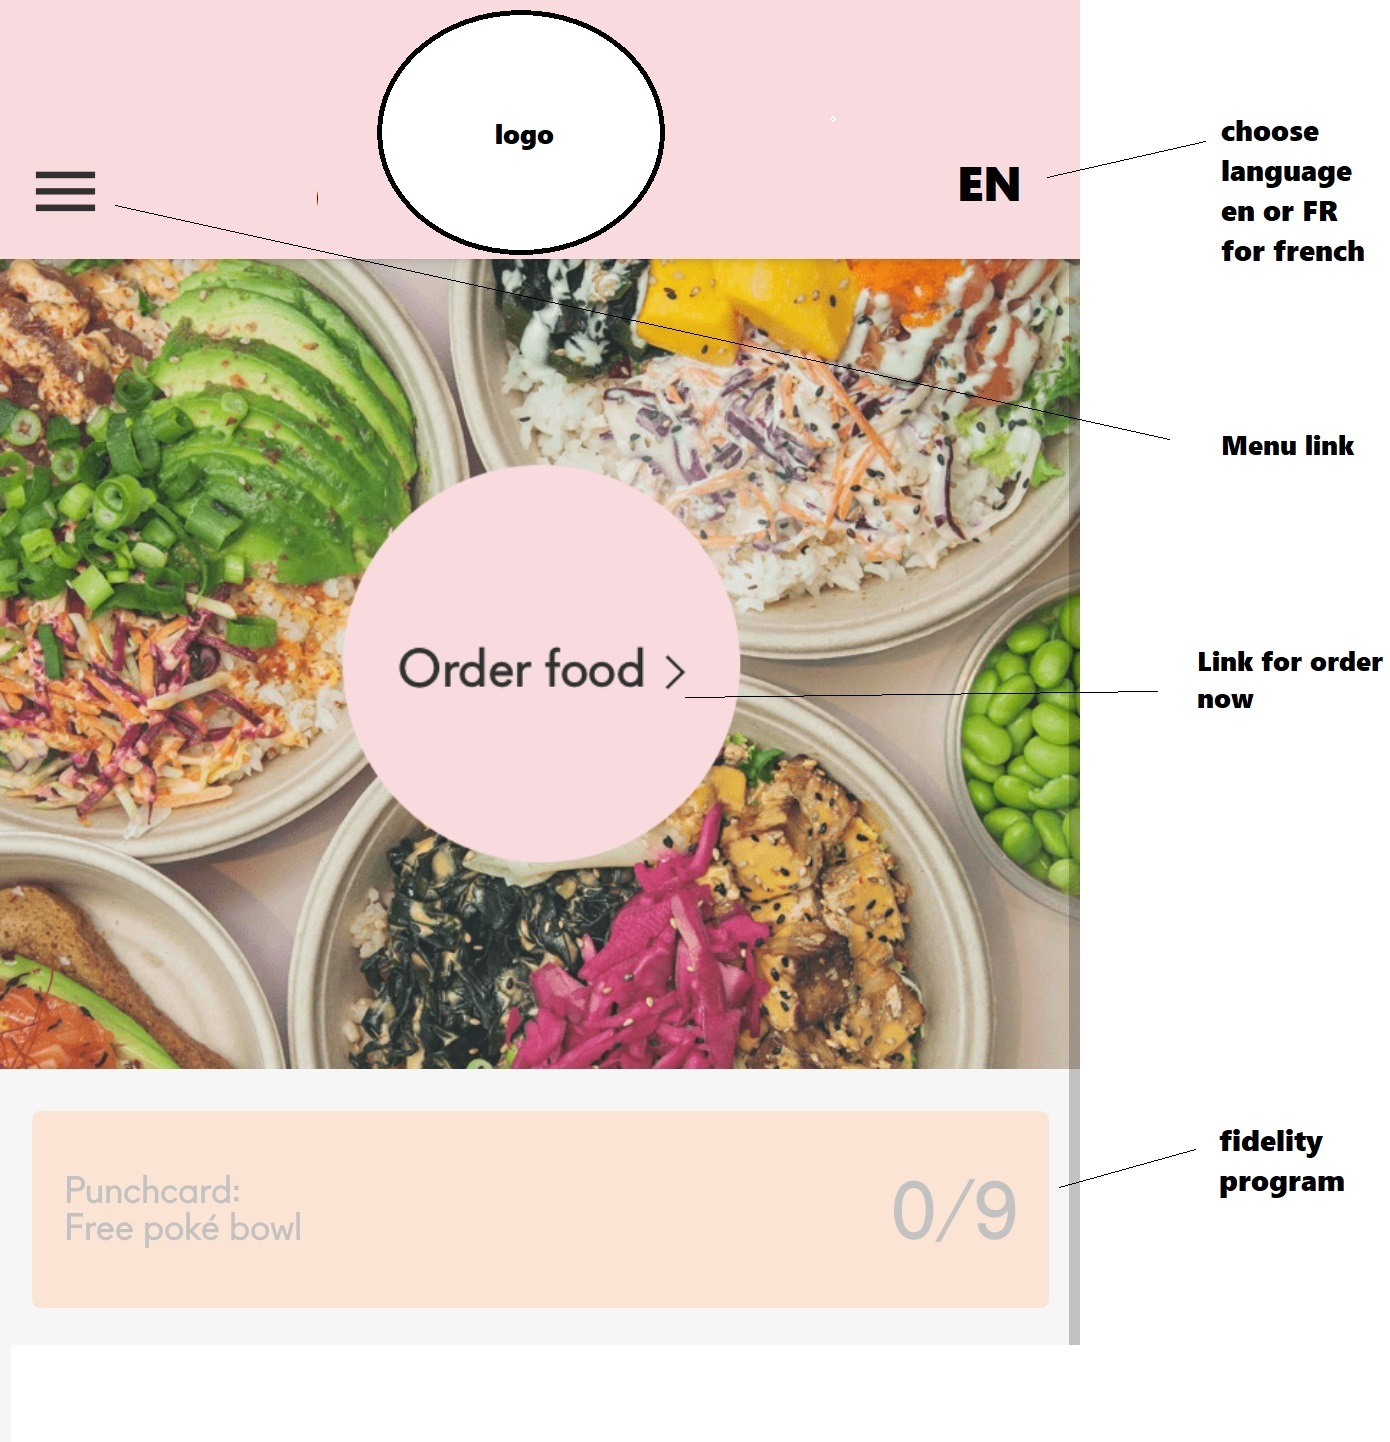 logo
EN
choose
language
en or FR
for french
Menu link
Order food >
Link for order
now
Punchcard:
Free poké bowl
0/9
fidelity
program